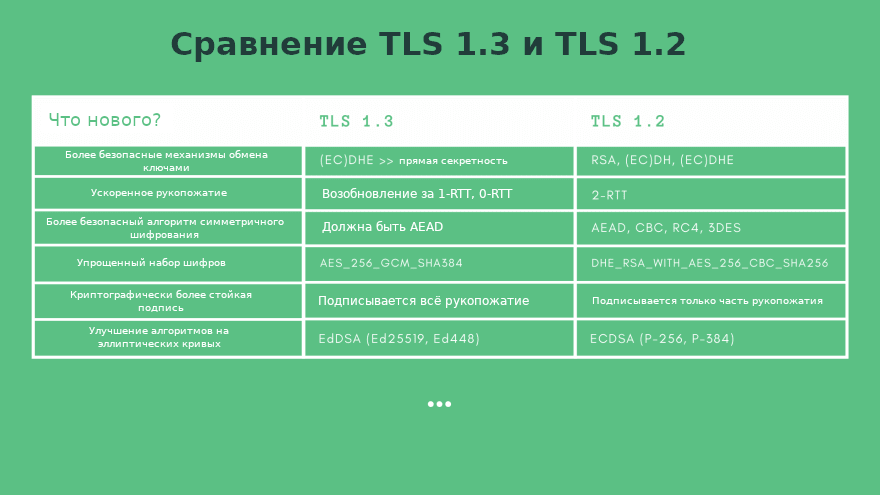 Сравнение TLS 1.3 и TLS 1.2
Что нового? TLS 1.3 TLS 1.2
Более безопасные механизмы обмена
ключами
(EC)DHE >> прямая секретность
RSA, (EC)DH, (EC)DHE
Ускоренное рукопожатие
Возобновление за 1-RTT, 0-RTT
2-RTT
Более безопасный алгоритм симметричного
шифрования
Должна быть AEAD
AEAD, CBC, RC4, 3DES
Упрощенный набор шифров
AES_256_GCM_SHA384
DHE_RSA_WITH_AES_256_CBC_SHA256
Криптографически более стойкая
подпись
Подписывается всё рукопожатие
Подписывается только часть рукопожатия
Улучшение алгоритмов на
эллиптических кривых
EdDSA (Ed25519, Ed448)
ECDSA (P-256, P-384)
...